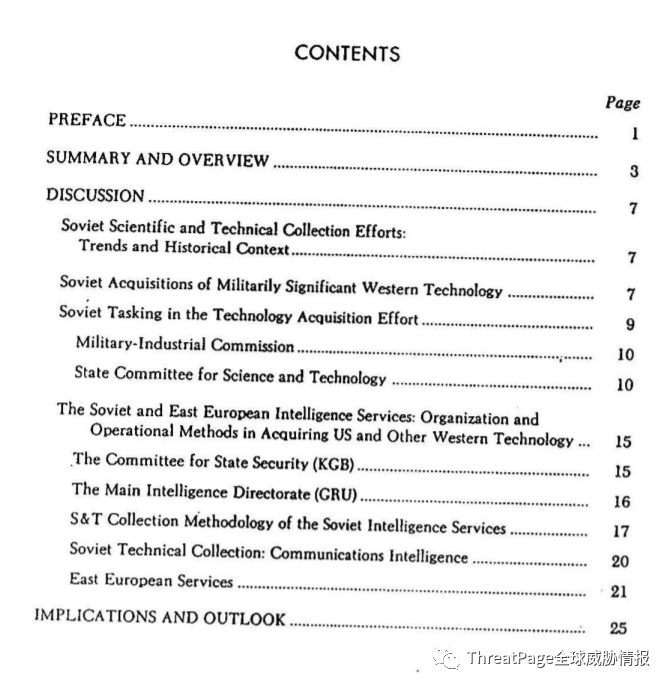 CONTENTS
Page
PREFACE ........ 1
SUMMARY AND OVERVIEW ........ 3
DISCUSSION ........ 7
Soviet Scientific and Technical Collection Efforts:
Trends and Historical Context ........ 7
Soviet Acquisitions of Militarily Significant Western Technology ........ 7
Soviet Tasking in the Technology Acquisition Effort ........ 9
Military-Industrial Commission ........ 10
State Committee for Science and Technology ........ 10
The Soviet and East European Intelligence Services: Organization and
Operational Methods in Acquiring US and Other Western Technology ... 15
The Committee for State Security (KGB) ........ 15
The Main Intelligence Directorate (GRU) ........ 16
S&T Collection Methodology of the Soviet Intelligence Services ........ 17
Soviet Technical Collection: Communications Intelligence ........ 20
East European Services ........ 21
IMPLICATIONS AND OUTLOOK ........ 25
ThreatPage全球威胁情报